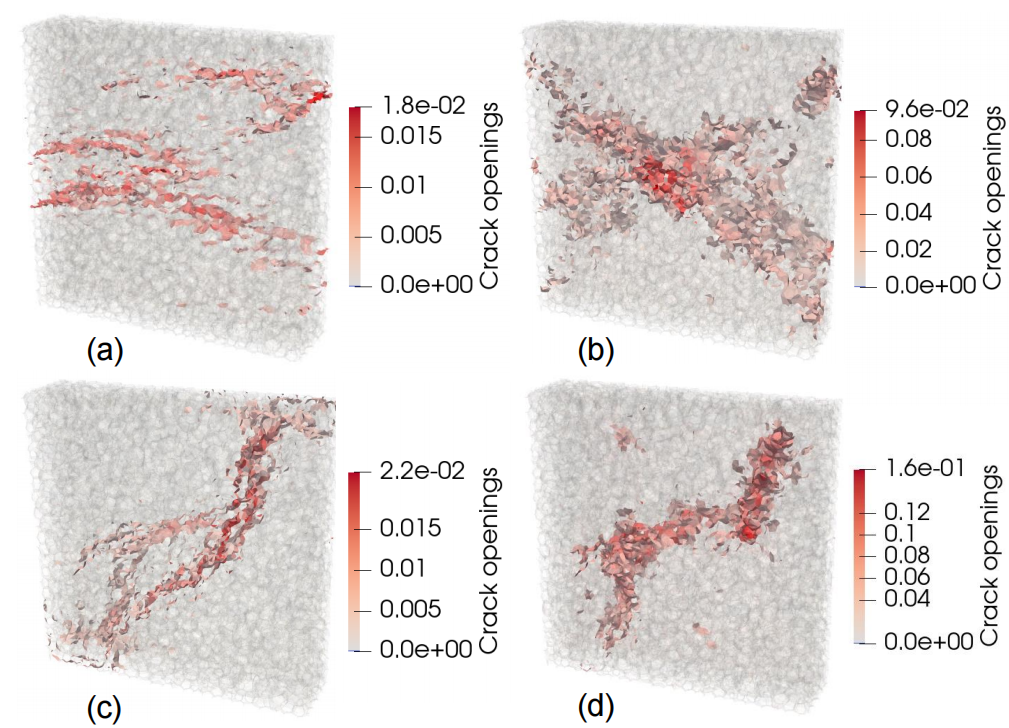 1.8e-02
0.015
0.01
0.005
0.0e+00
Crack openings
(a)
9.6e-02
0.08
0.06
0.04
0.02
0.0e+00
Crack openings
(b)
2.2e-02
0.015
0.01
0.005
0.0e+00
Crack openings
(c)
1.6e-01
0.12
0.1
0.08
0.06
0.04
0.0e+00
Crack openings
(d)